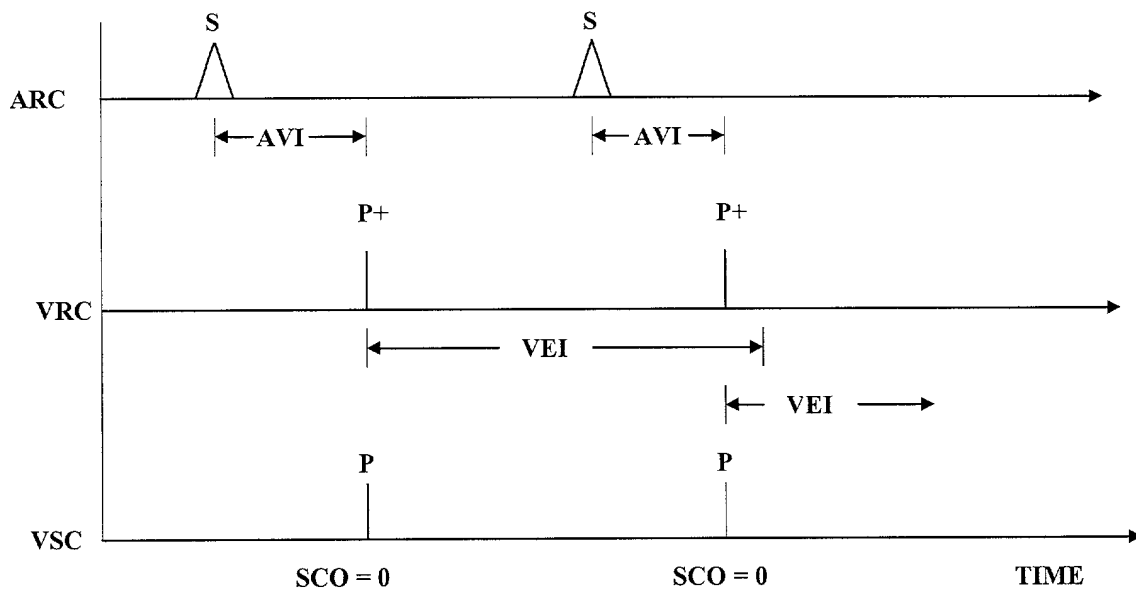 S S
ARC
AVI AVI
P+ P+
VRC
VEI
VEI
P P
VSC
SCO = 0 SCO = 0 TIME